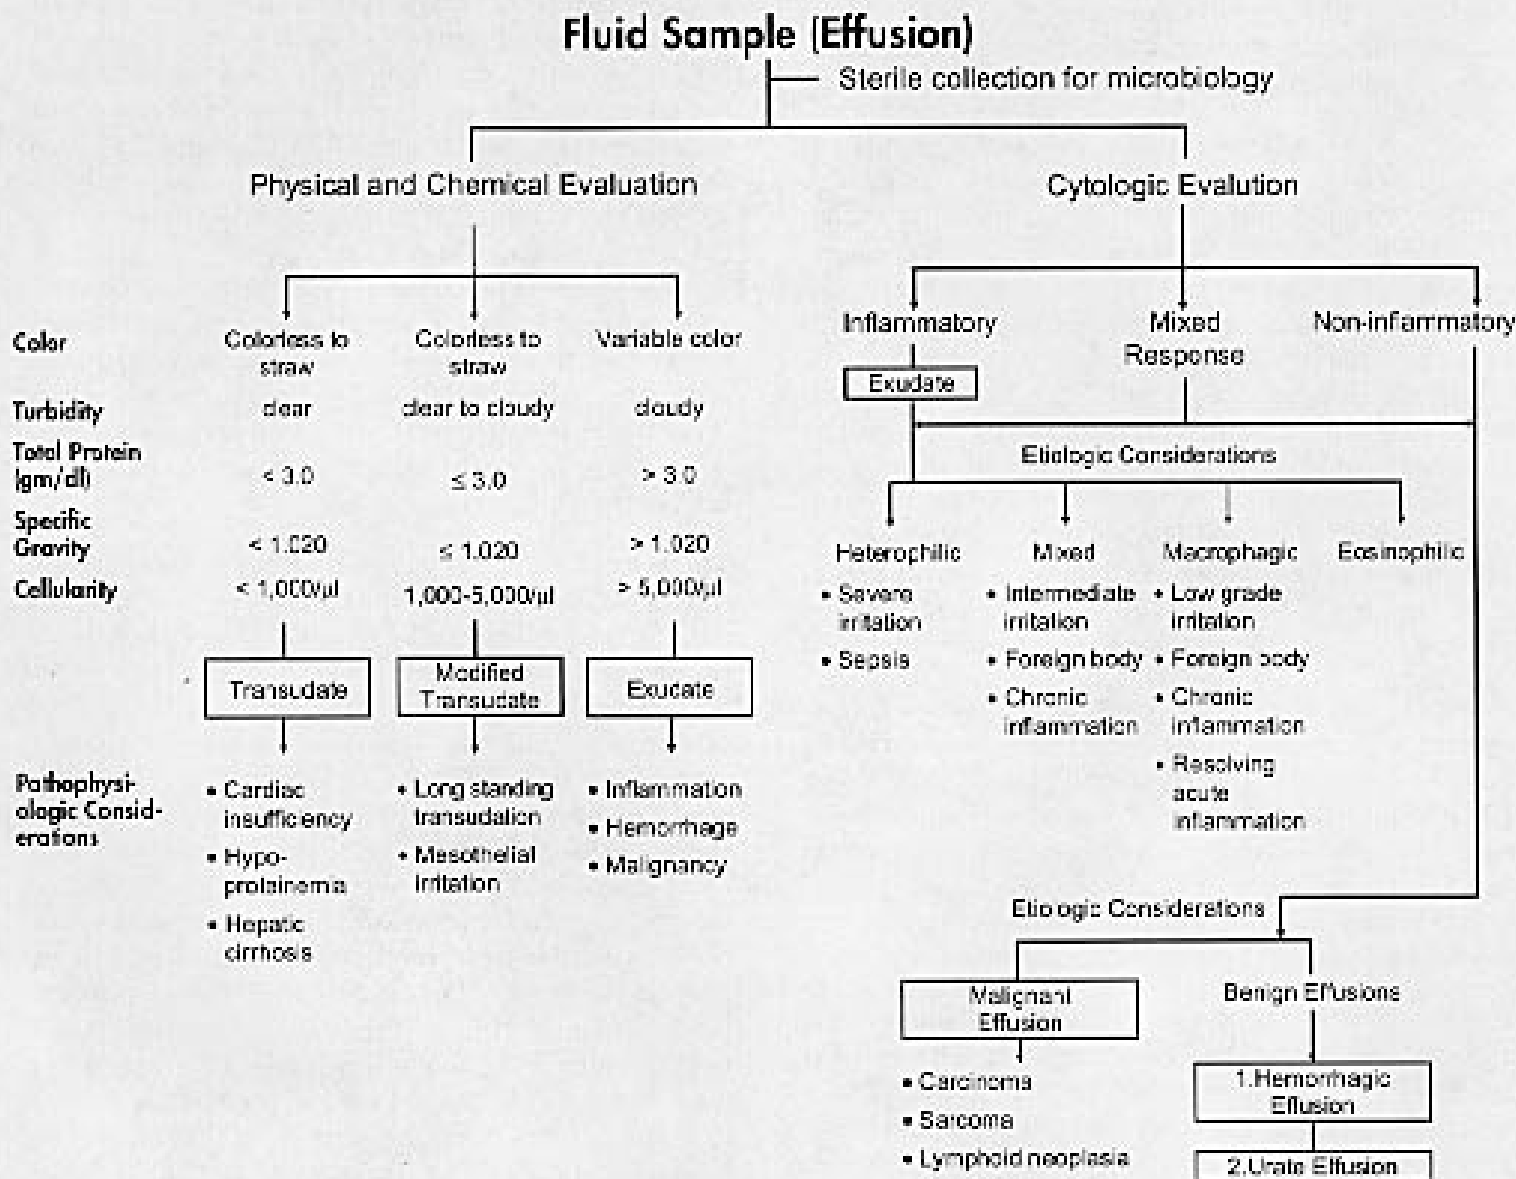 Fluid Sample (Effusion)
Sterile collection for microbiology
Physical and Chemical Evaluation
Color
Colorless to
straw
Colorless to
straw
Variable color
Turbidity
clear
clear to cloudy
cloudy
Total Protein
(gm/dl)
< 3.0
≤ 3.0
> 3.0
Specific
Gravity
< 1.020
≤ 1.020
> 1.020
Cellularity
< 1,000/µl
1,000-5,000/µl
> 5,000/µl
Transudate
Modified
Transudate
Exudate
Pathophysi-
ologic Consid-
erations
• Cardiac
insufficiency
• Hypo-
proteinemia
• Hepatic
cirrhosis
• Long standing
transudation
• Mesothelial
irritation
• Inflammation
• Hemorrhage
• Malignancy
Cytologic Evalution
Inflammatory
Exudate
Mixed
Response
Non-inflammatory
Etiologic Considerations
Heterophilic
• Severe
irritation
• Sepsis
Mixed
• Intermediate
irritation
• Foreign body
• Chronic
inflammation
Macrophagic
• Low grade
irritation
• Foreign body
• Chronic
inflammation
• Resolving
acute
inflammation
Eosinophilic
Etiologic Considerations
Malignant
Effusion
• Carcinoma
• Sarcoma
• Lymphoid neoplasia
Benign Effusions
1.Hemorrhagic
Effusion
2.Urate Effusion